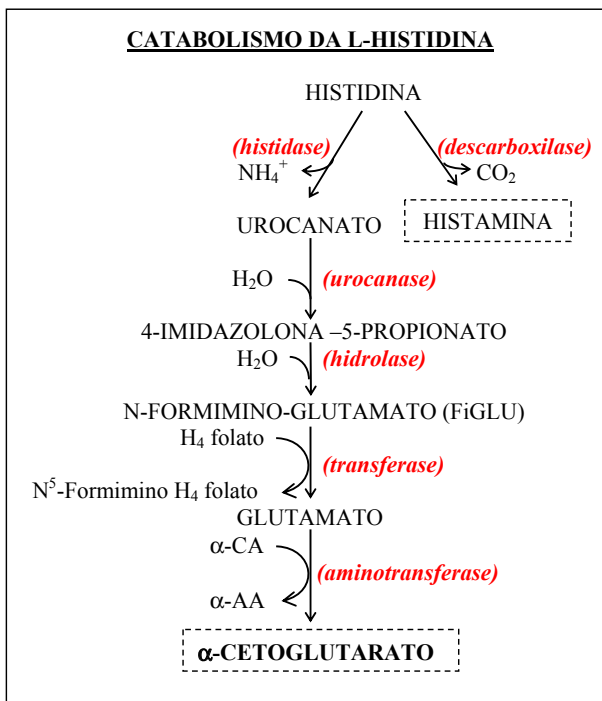 CATABOLISMO DA L-HISTIDINA
HISTIDINA
(histidase) (descarboxilase)
NH₄⁺ CO₂
UROCANATO HISTAMINA
H₂O (urocanase)
4-IMIDAZOLONA –5-PROPIONATO
H₂O (hidrolase)
N-FORMIMINO-GLUTAMATO (FiGLU)
H₄ folato
(transferase)
N⁵-Formimino H₄ folato
GLUTAMATO
α-CA
(aminotransferase)
α-AA
α-CETOGLUTARATO